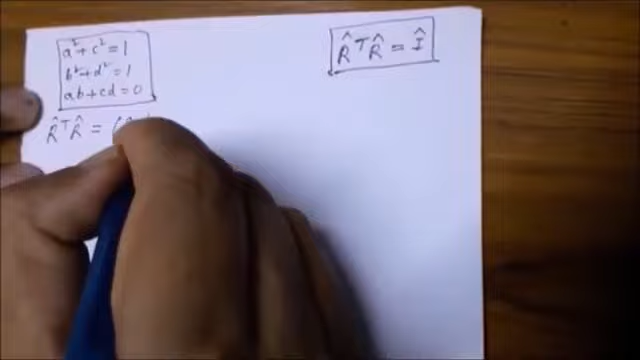 a² + c² = 1
b² + d² = 1
ab + cd = 0
R̂ᵀR̂ = Î
R̂ᵀR̂ = (